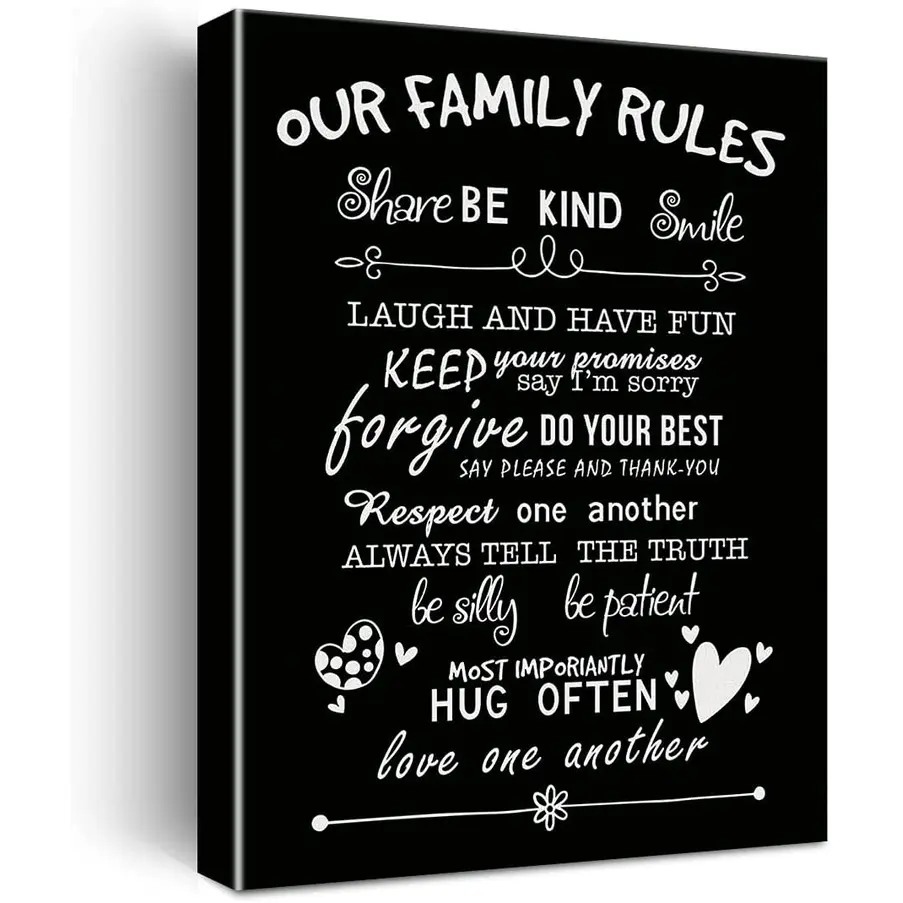 OUR FAMILY RULES
Share BE KIND Smile
LAUGH AND HAVE FUN
KEEP your promises
say I'm sorry
forgive DO YOUR BEST
SAY PLEASE AND THANK-YOU
Respect one another
ALWAYS TELL THE TRUTH
be silly be patient
MOST IMPORIANTLY
HUG OFTEN
love one another